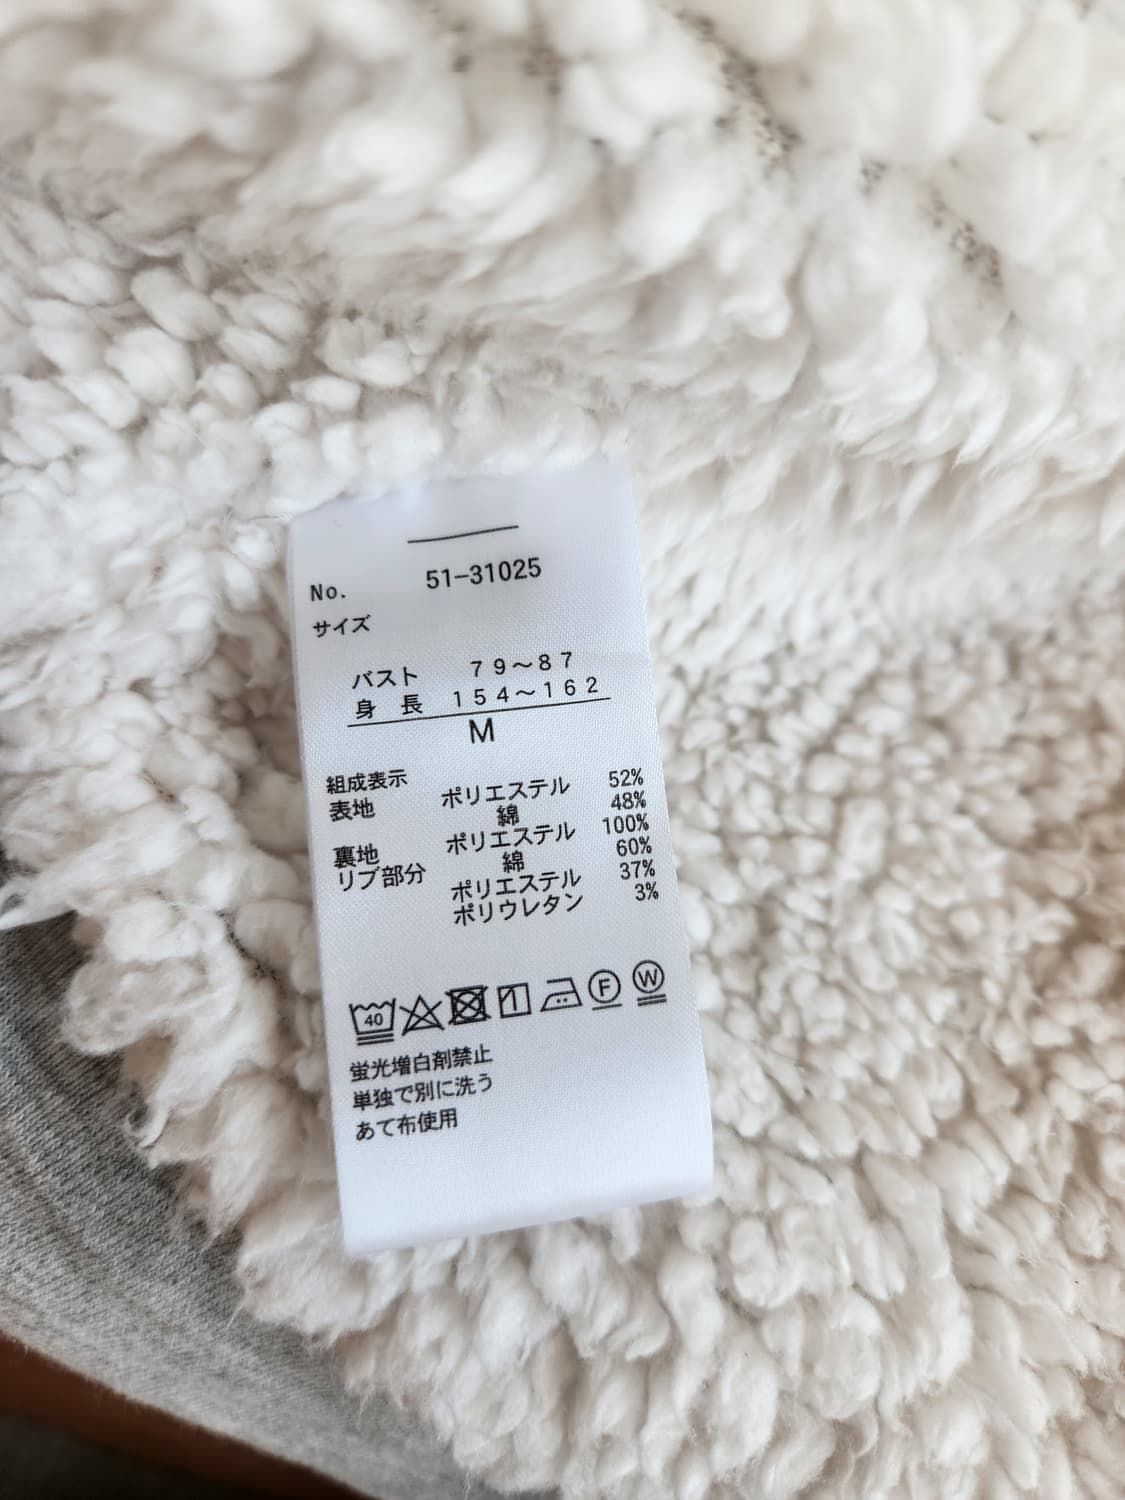 No. 51-31025
サイズ
バスト 79〜87
身長 154〜162
M
組成表示
表地 ポリエステル 52%
綿 48%
裏地 ポリエステル 100%
リブ部分 綿 60%
ポリエステル 37%
ポリウレタン 3%
40 F W
蛍光増白剤禁止
単独で別に洗う
あて布使用